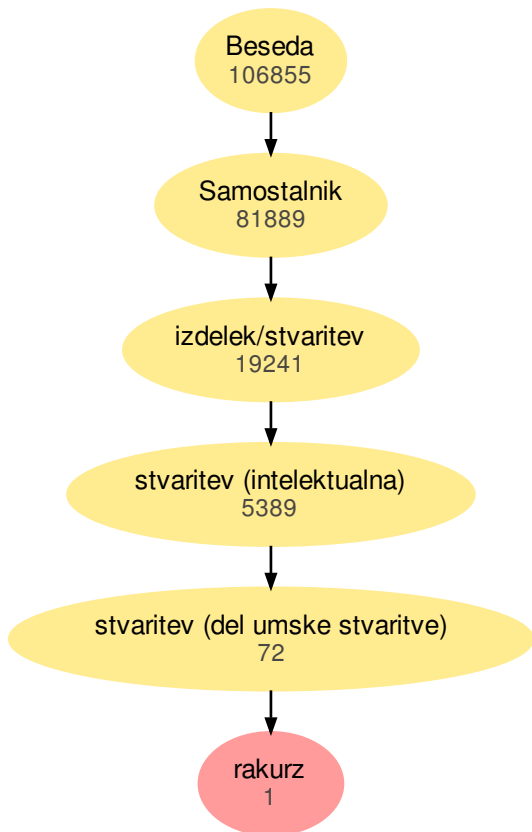 Beseda
106855
Samostalnik
81889
izdelek/stvaritev
19241
stvaritev (intelektualna)
5389
stvaritev (del umske stvaritve)
72
rakurz
1